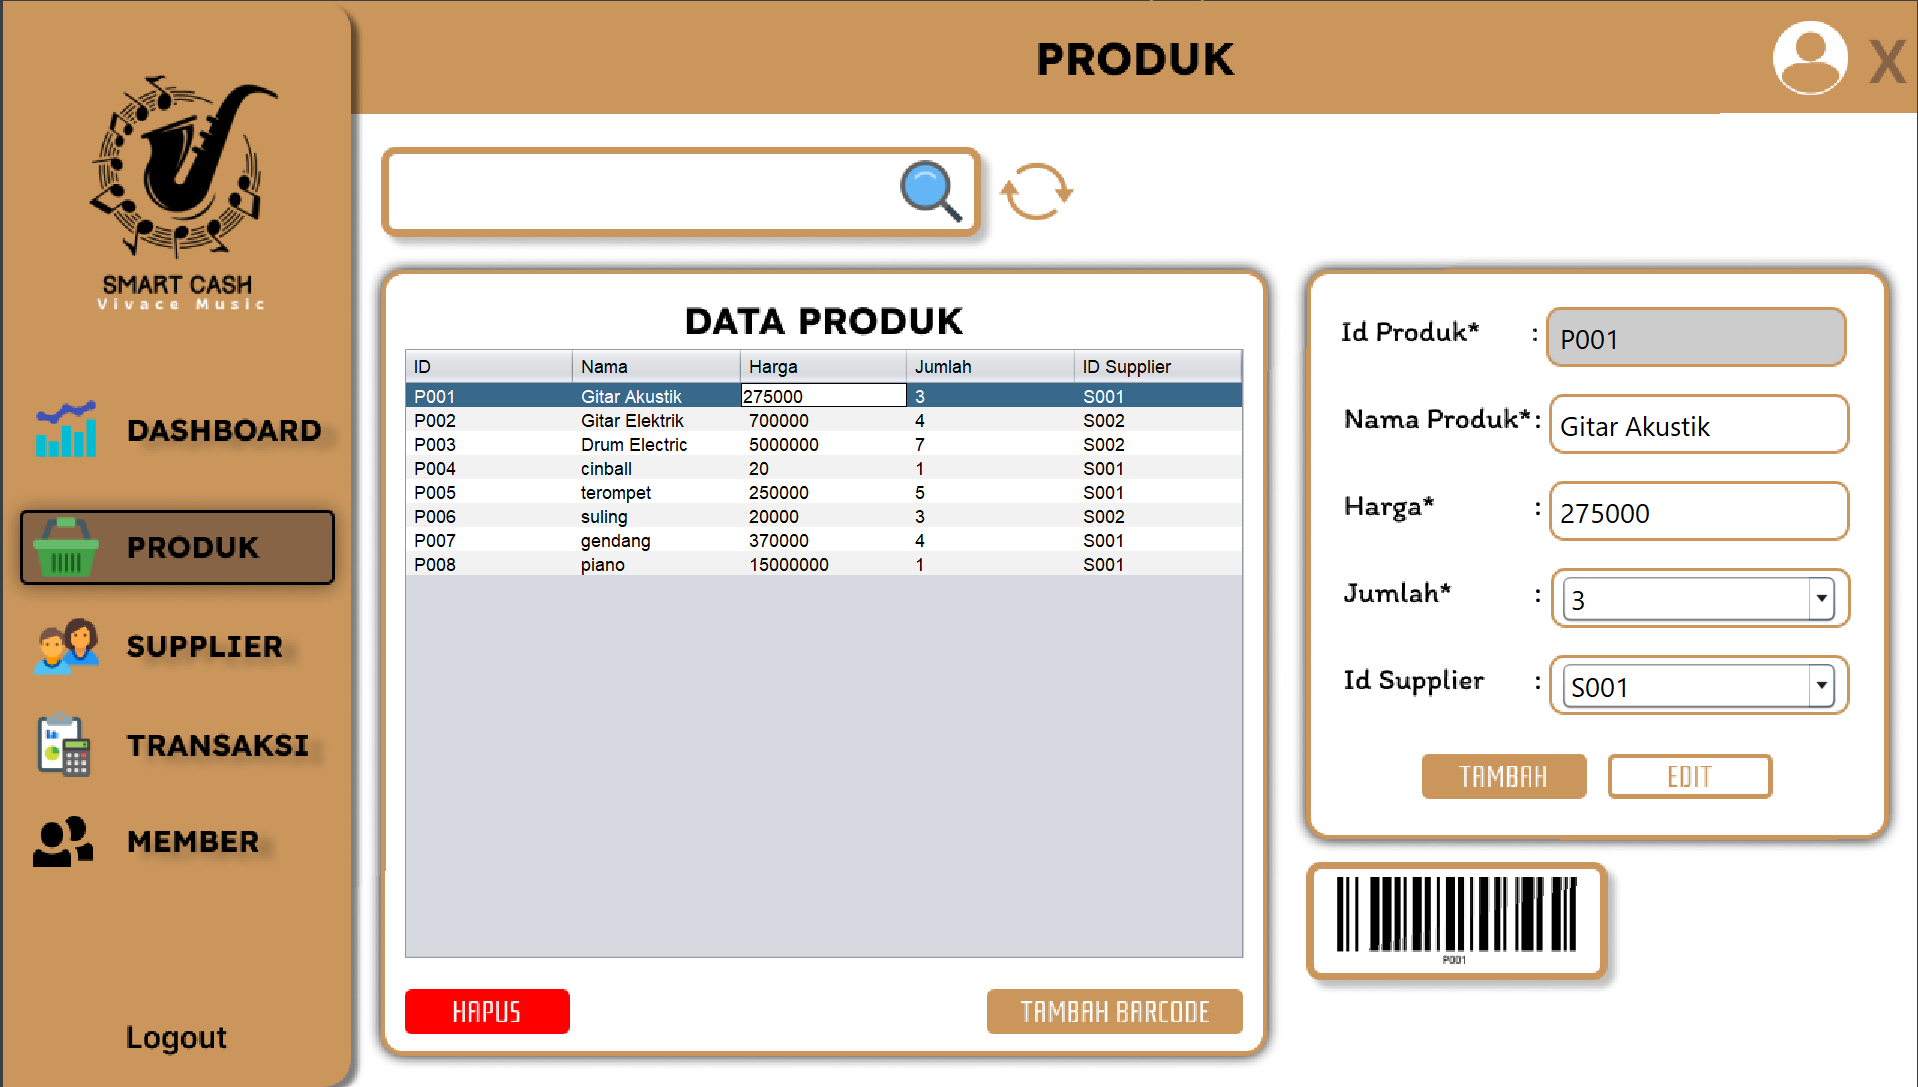 PRODUK
X
SMART CASH
Vivace Music
DASHBOARD
PRODUK
SUPPLIER
TRANSAKSI
MEMBER
Logout
DATA PRODUK
ID Nama Harga Jumlah ID Supplier
P001 Gitar Akustik 275000 3 S001
P002 Gitar Elektrik 700000 4 S002
P003 Drum Electric 5000000 7 S002
P004 cinball 20 1 S001
P005 terompet 250000 5 S001
P006 suling 20000 3 S002
P007 gendang 370000 4 S001
P008 piano 15000000 1 S001
HAPUS
TAMBAH BARCODE
Id Produk* : P001
Nama Produk* : Gitar Akustik
Harga* : 275000
Jumlah* : 3
Id Supplier : S001
TAMBAH
EDIT
P001